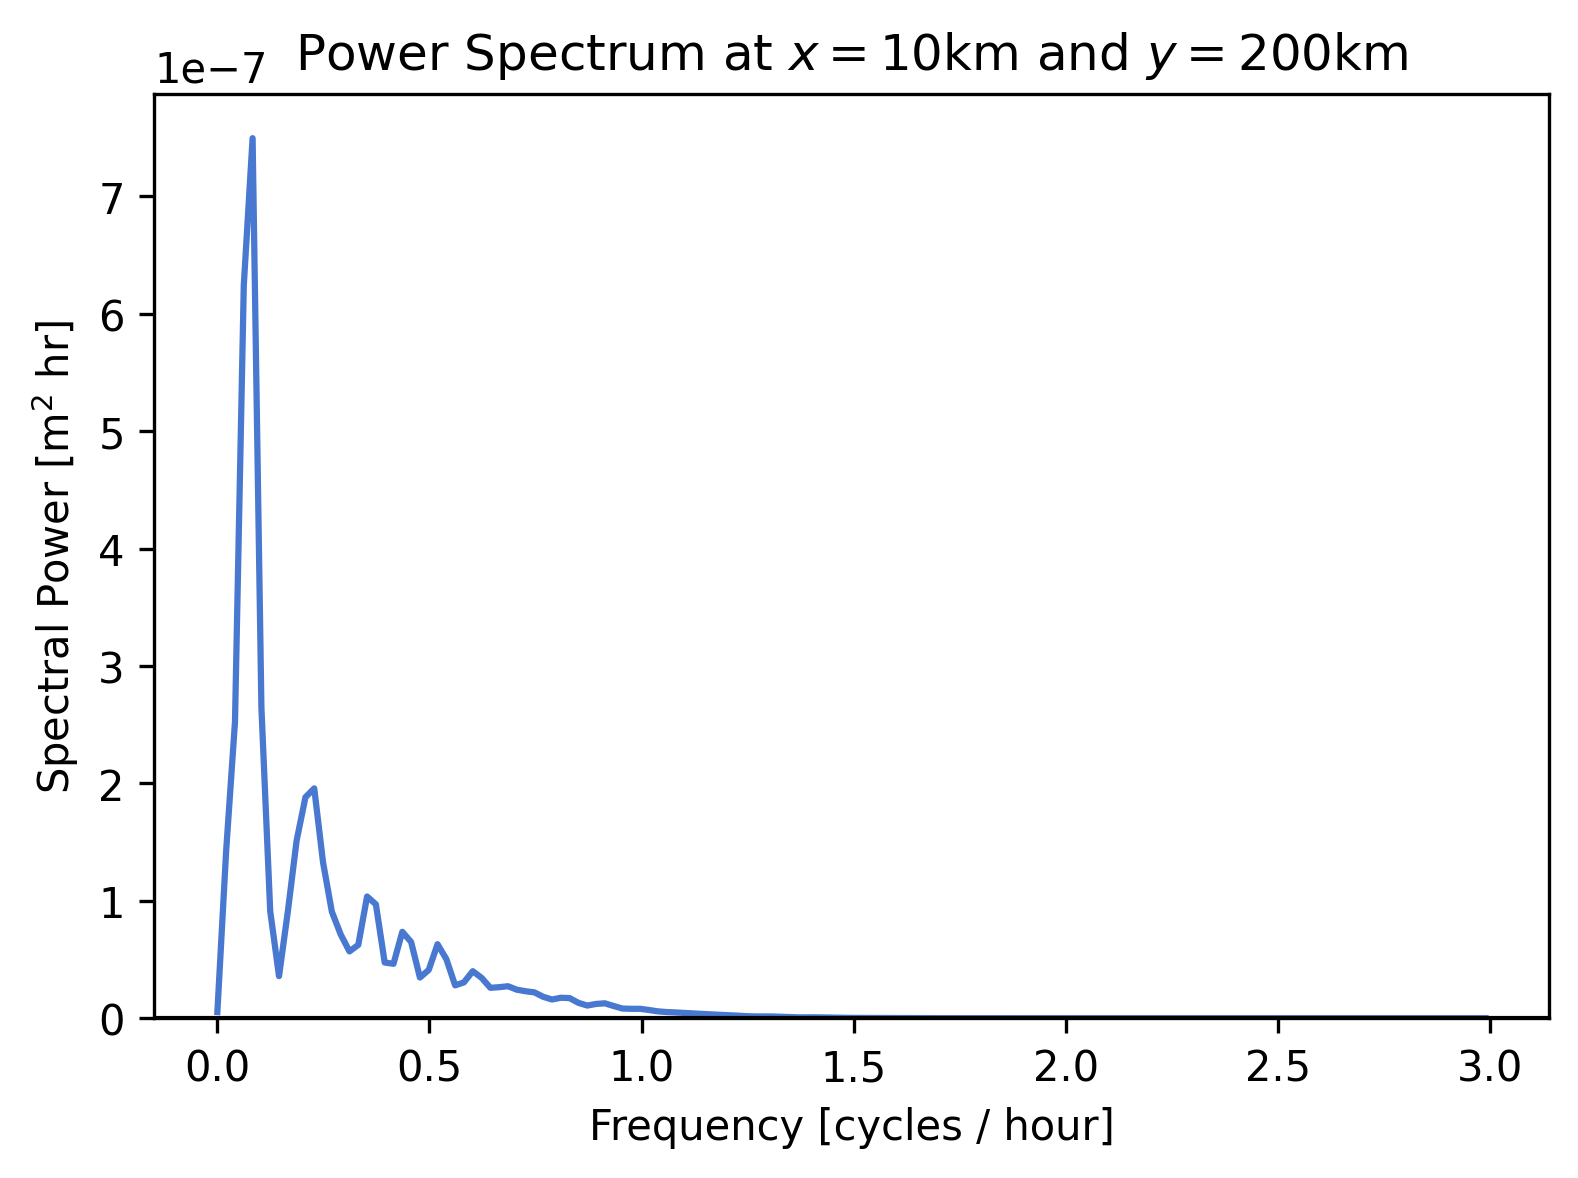 Power Spectrum at x = 10km and y = 200km
1e−7
7
6
5
4
3
2
1
0
Spectral Power [m² hr]
0.0 0.5 1.0 1.5 2.0 2.5 3.0
Frequency [cycles / hour]